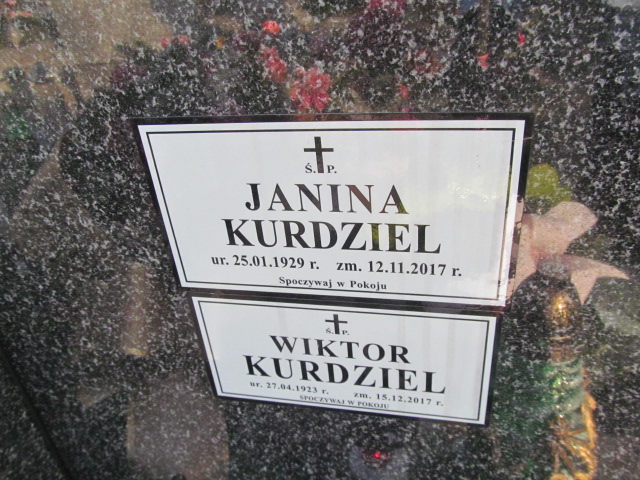 Ś. P.
JANINA
KURDZIEL
ur. 25.01.1929 r. zm. 12.11.2017 r.
Spoczywaj w Pokoju
Ś. P.
WIKTOR
KURDZIEL
ur. 27.04.1923 r. zm. 15.12.2017 r.
SPOCZYWAJ W POKOJU